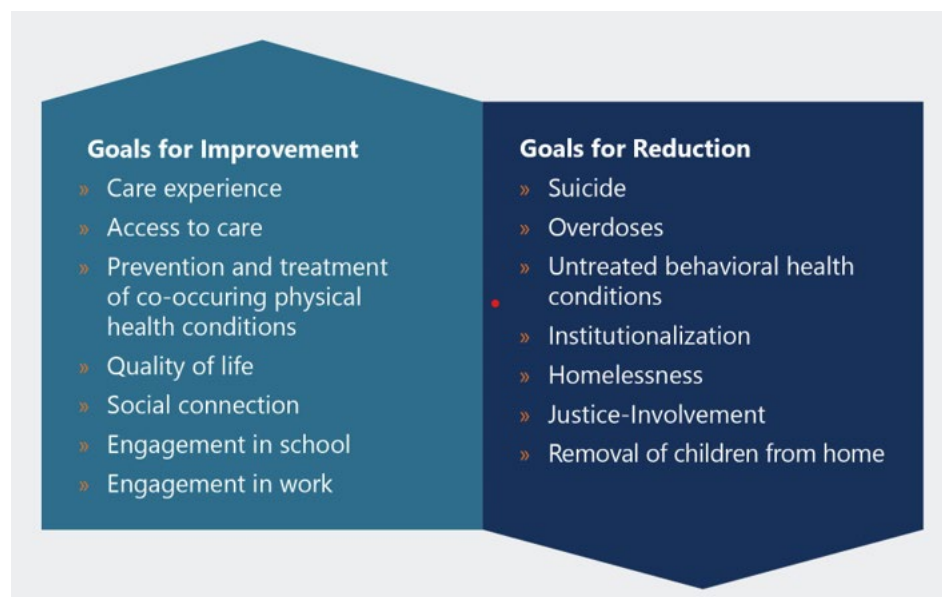 Goals for Improvement
» Care experience
» Access to care
» Prevention and treatment
of co-occuring physical
health conditions
» Quality of life
» Social connection
» Engagement in school
» Engagement in work
Goals for Reduction
» Suicide
» Overdoses
» Untreated behavioral health
conditions
» Institutionalization
» Homelessness
» Justice-Involvement
» Removal of children from home